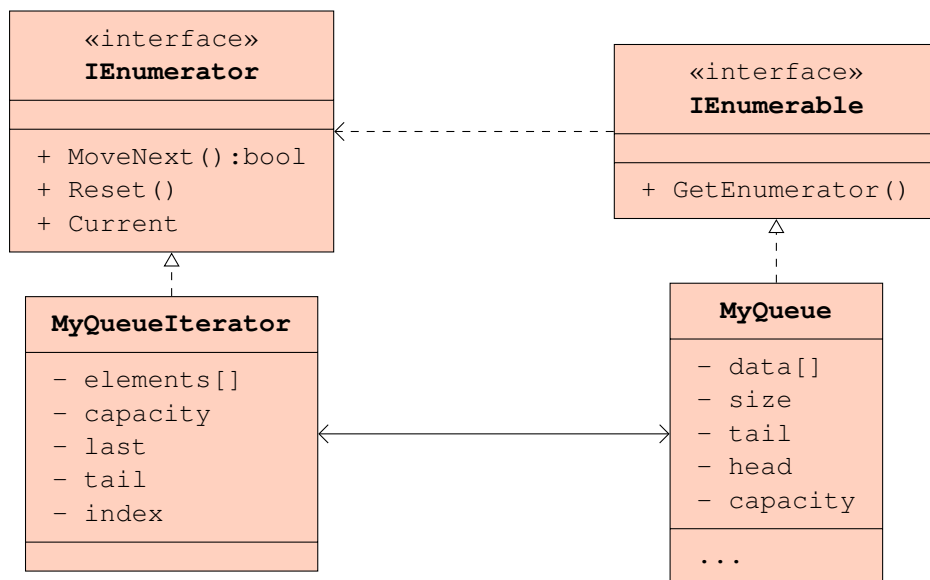 «interface»
IEnumerator
+ MoveNext():bool
+ Reset()
+ Current
«interface»
IEnumerable
+ GetEnumerator()
MyQueueIterator
- elements[]
- capacity
- last
- tail
- index
MyQueue
- data[]
- size
- tail
- head
- capacity
...